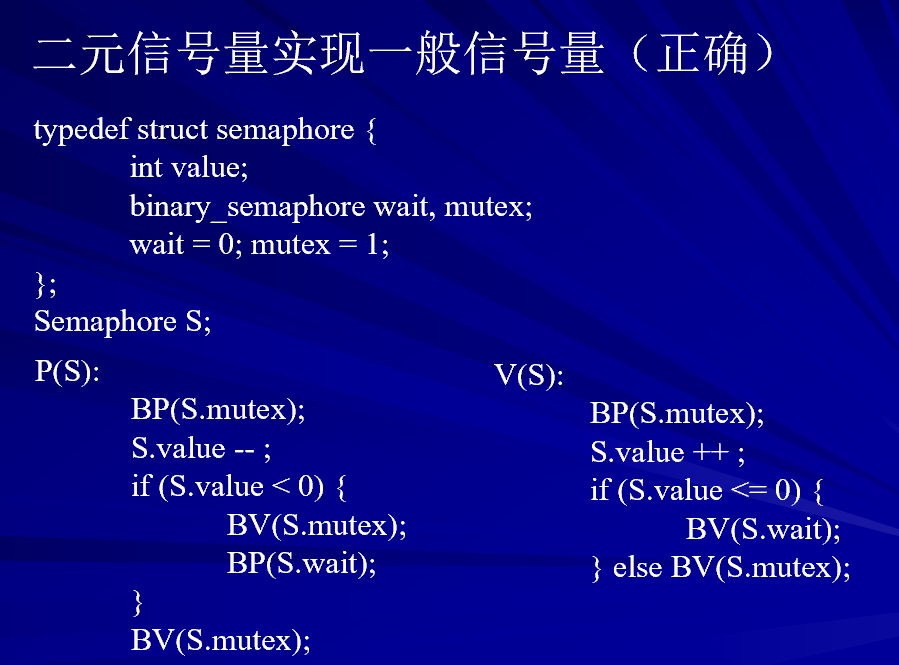 二元信号量实现一般信号量（正确）
typedef struct semaphore {
int value;
binary_semaphore wait, mutex;
wait = 0; mutex = 1;
};
Semaphore S;
P(S):
BP(S.mutex);
S.value -- ;
if (S.value < 0) {
BV(S.mutex);
BP(S.wait);
}
BV(S.mutex);
V(S):
BP(S.mutex);
S.value ++ ;
if (S.value <= 0) {
BV(S.wait);
} else BV(S.mutex);